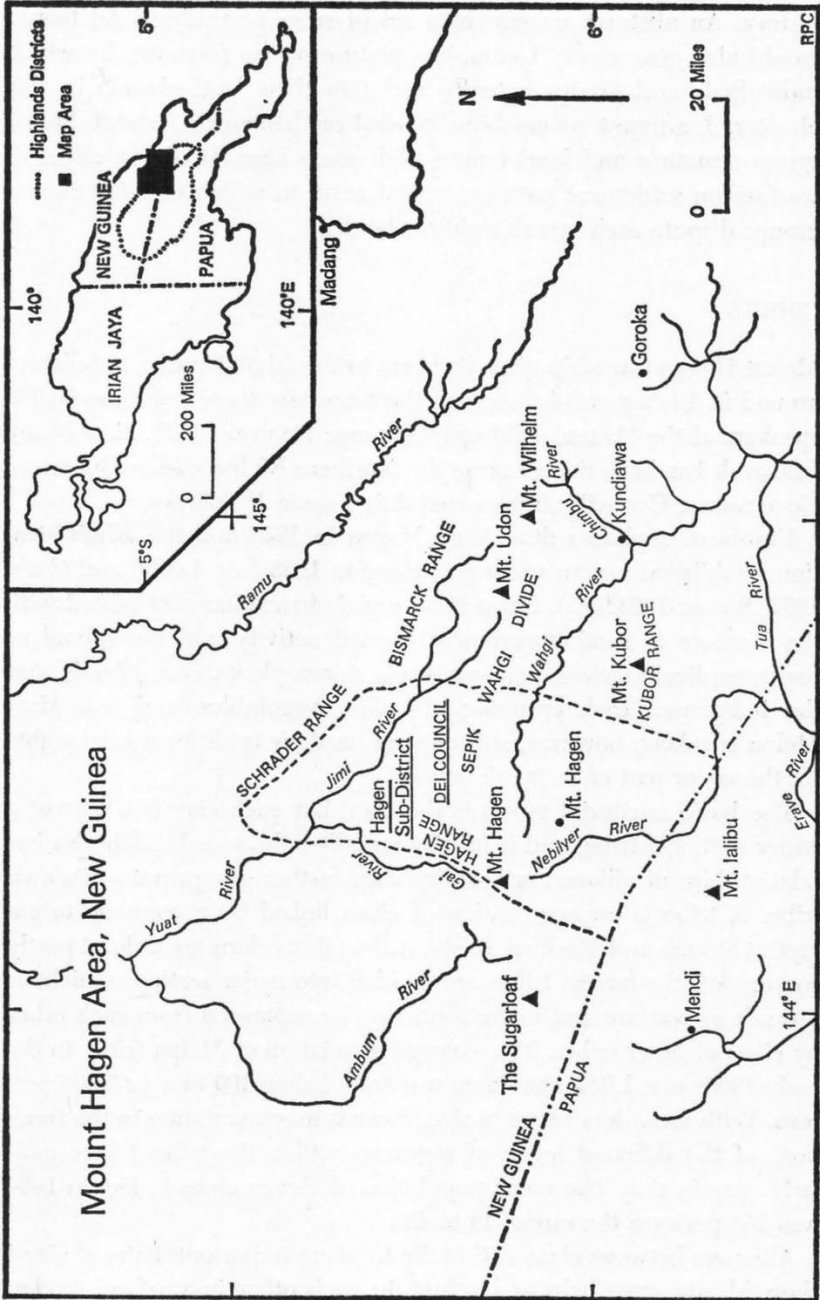 Mount Hagen Area / New Guinea
140°
NEW GUINEA
IRIAN JAYA
PAPUA
Highlands Districts
Map Area
5°
0 200 Miles
140°E
5°S
145°
Madang
Ramu River
Yuat River
SCHRADER RANGE
Jimi River
BISMARCK RANGE
Hagen
Sub-District
DEI COUNCIL
HAGEN
RANGE
Gai River
SEPIK WAHGI DIVIDE
Mt. Udon
Mt. Wilhelm
Ambum River
The Sugarloaf
Mt. Hagen
Mt. Hagen
Wahgi River
Chimbu River
Kundiawa
Goroka
Nebilyer River
Mt. Kubor
KUBOR RANGE
NEW GUINEA
PAPUA
Mendi
Mt. Ialibu
Erave River
Tua River
6°
N
144°E
0 20 Miles
RPC